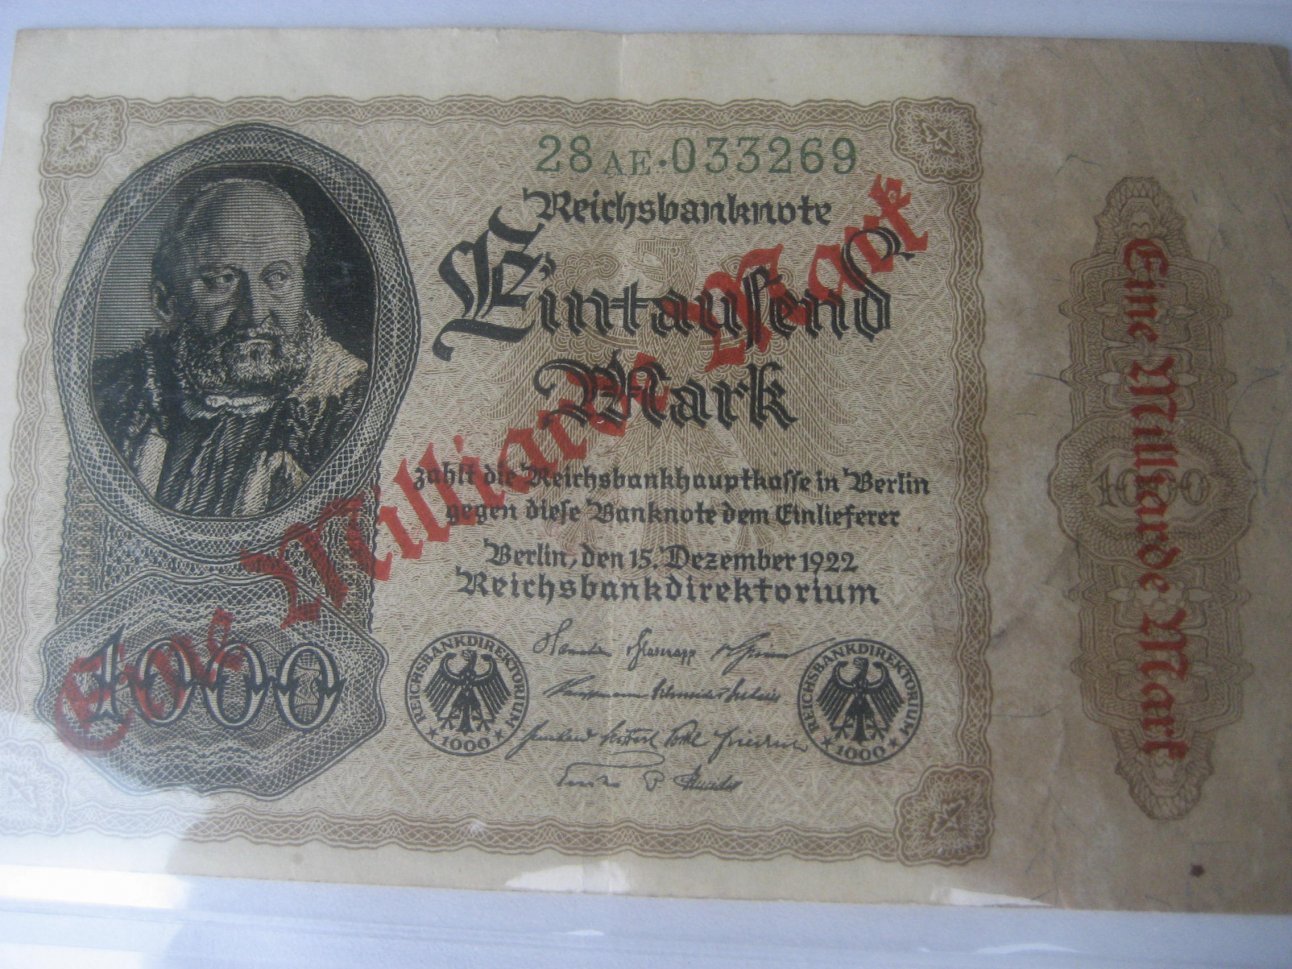 28 AE·033269
Reichsbanknote
Eintausend
Mark
Eine Milliarde Mark
zahlt die Reichsbankhauptkasse in Berlin
gegen diese Banknote dem Einlieferer
Berlin, den 15. Dezember 1922
Reichsbankdirektorium
1000
REICHSBANKDIREKTORIUM
1000
REICHSBANKDIREKTORIUM
1000
Eine Milliarde Mark
1000